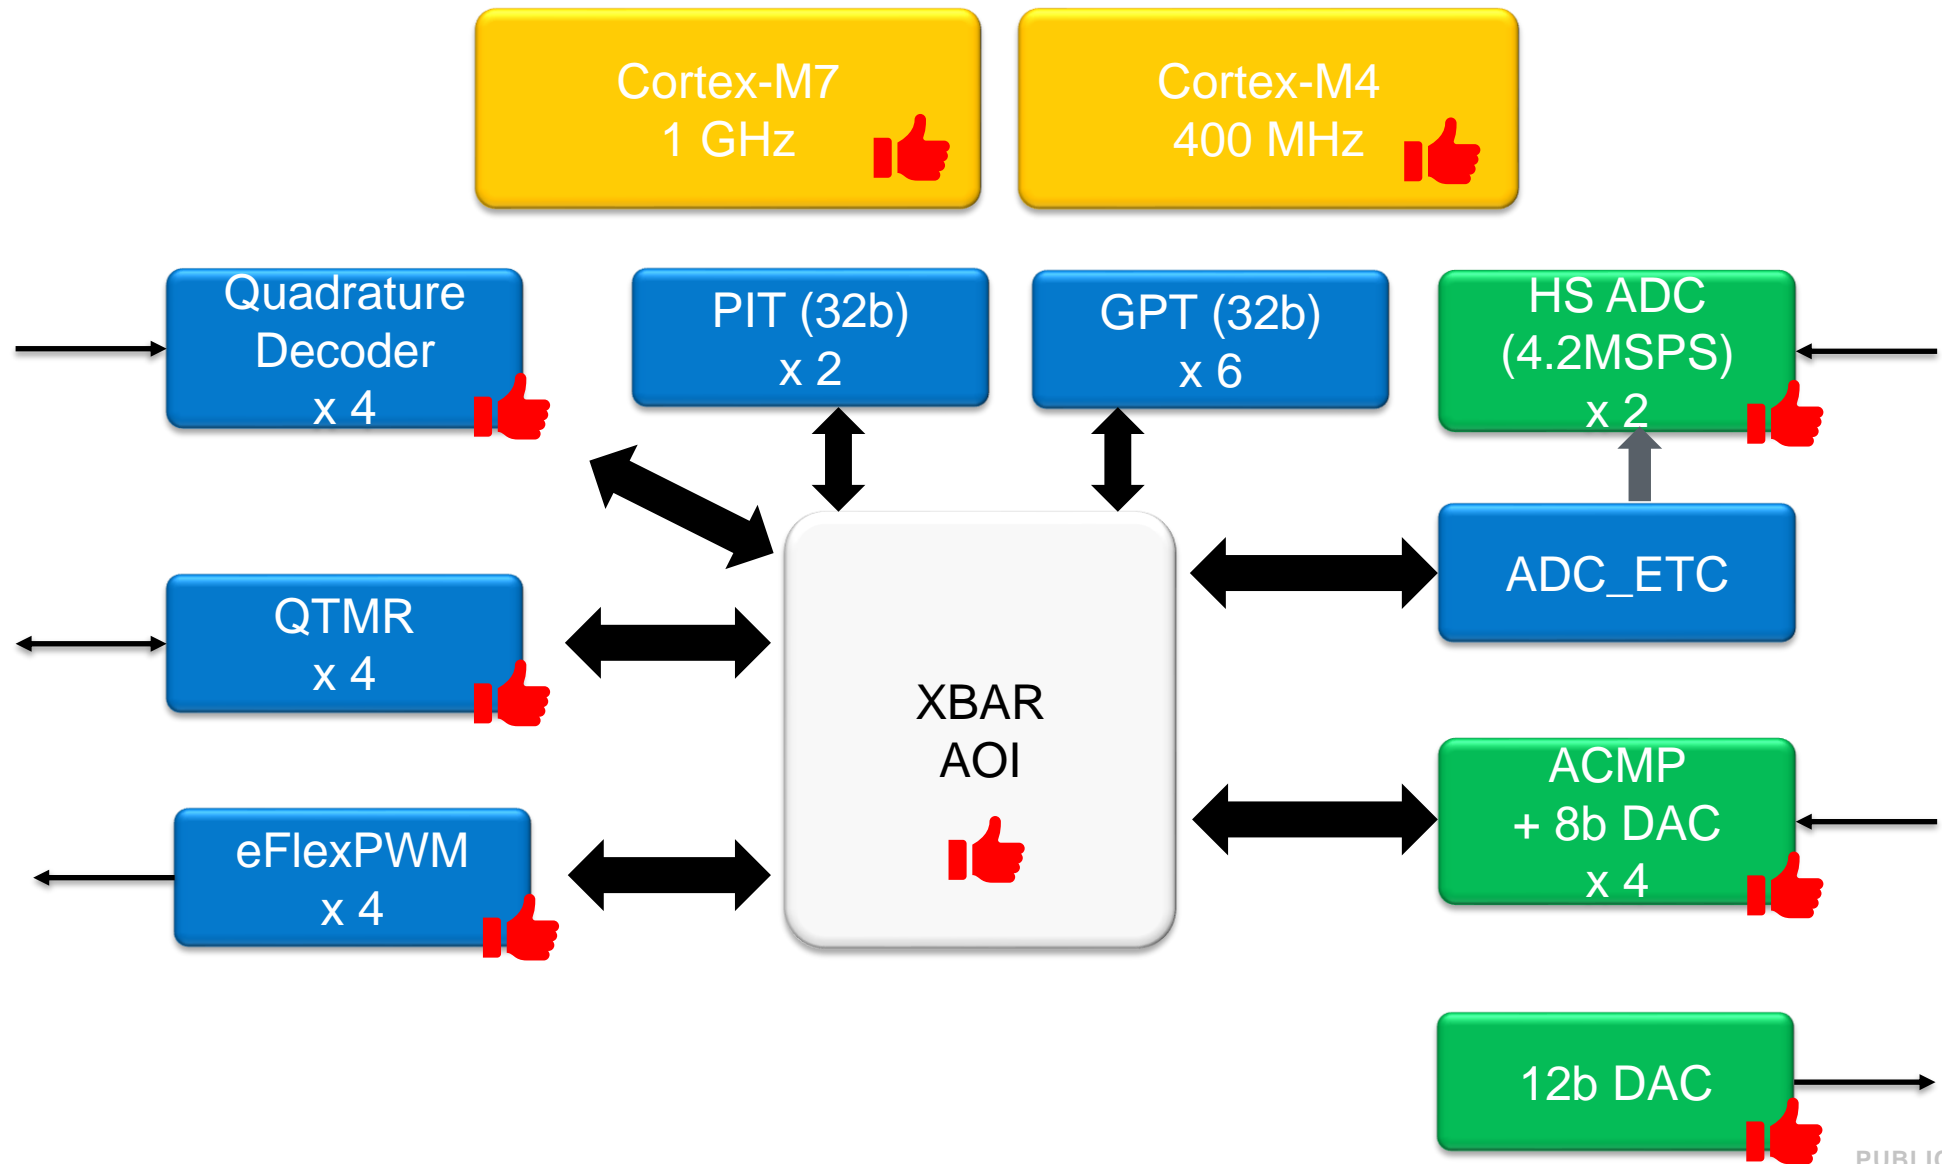 Cortex-M7
1 GHz
Cortex-M4
400 MHz
Quadrature
Decoder
x 4
PIT (32b)
x 2
GPT (32b)
x 6
HS ADC
(4.2MSPS)
x 2
QTMR
x 4
XBAR
AOI
ADC_ETC
eFlexPWM
x 4
ACMP
+ 8b DAC
x 4
12b DAC